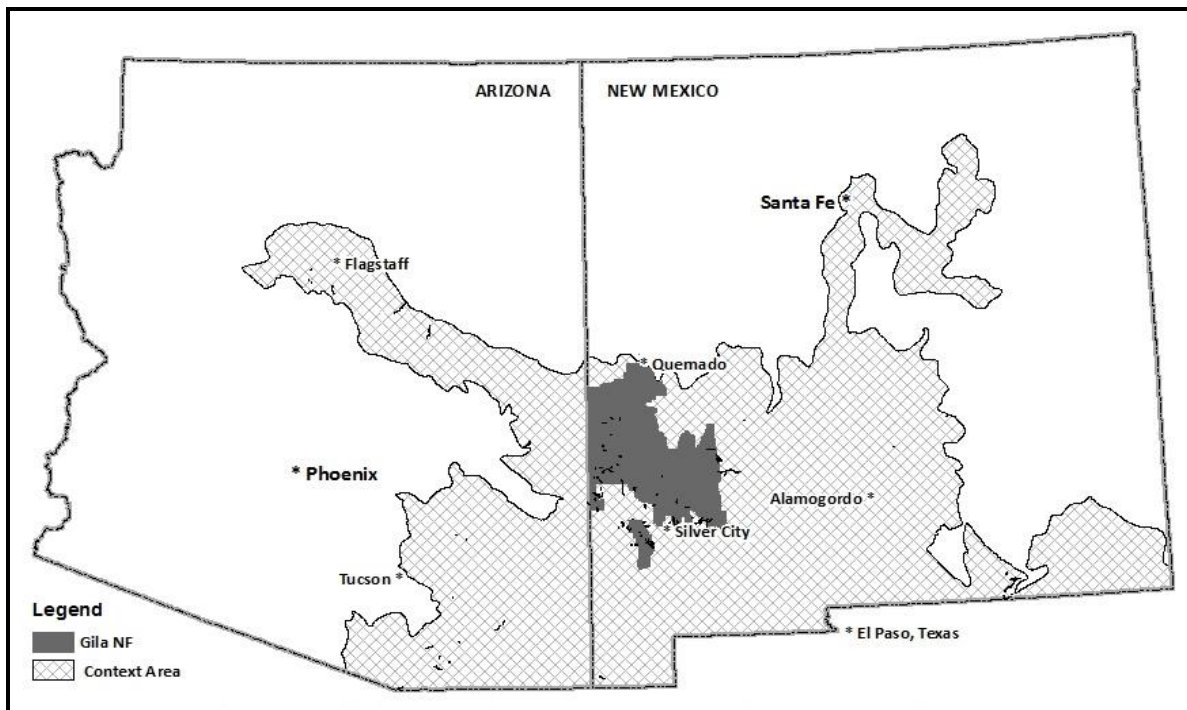 ARIZONA
NEW MEXICO
Santa Fe *
* Flagstaff
* Quemado
* Phoenix
Alamogordo *
* Silver City
Tucson *
Legend
Gila NF
Context Area
* El Paso, Texas